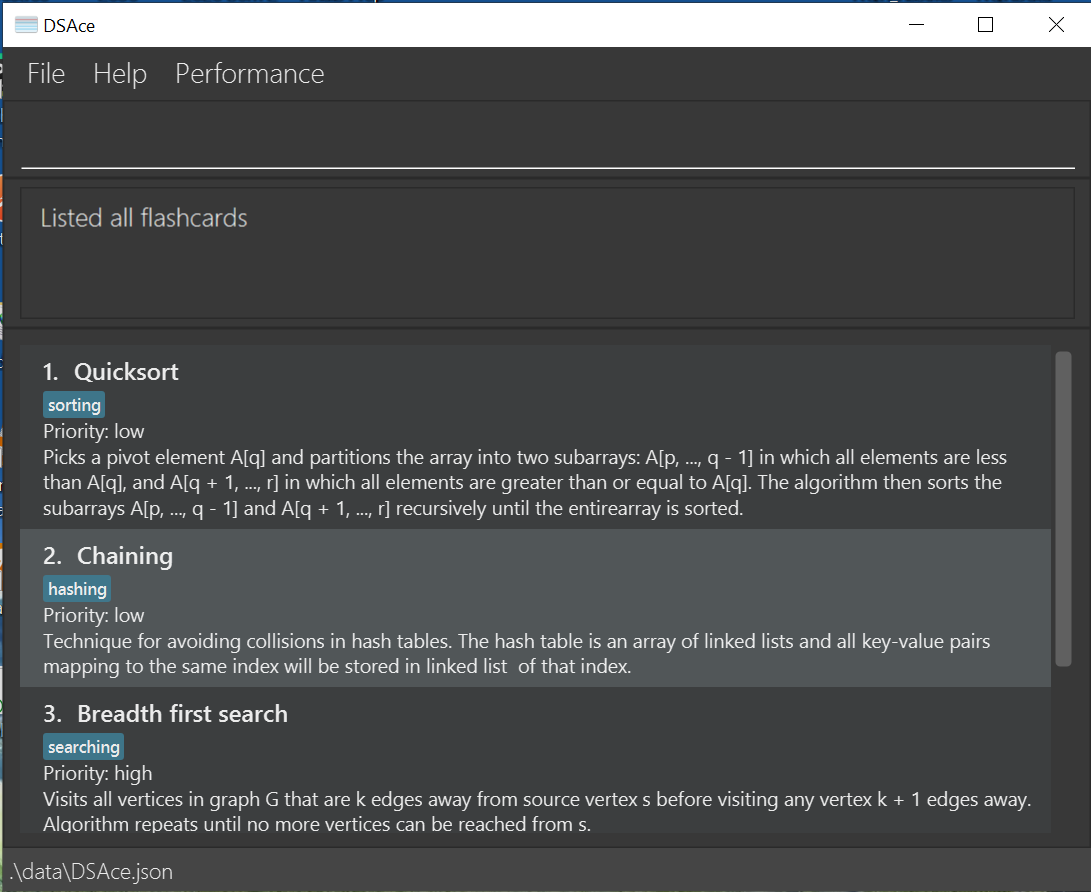 DSAce
File Help Performance
Listed all flashcards
1. Quicksort
sorting
Priority: low
Picks a pivot element A[q] and partitions the array into two subarrays: A[p, ..., q - 1] in which all elements are less
than A[q], and A[q + 1, ..., r] in which all elements are greater than or equal to A[q]. The algorithm then sorts the
subarrays A[p, ..., q - 1] and A[q + 1, ..., r] recursively until the entirearray is sorted.
2. Chaining
hashing
Priority: low
Technique for avoiding collisions in hash tables. The hash table is an array of linked lists and all key-value pairs
mapping to the same index will be stored in linked list  of that index.
3. Breadth first search
searching
Priority: high
Visits all vertices in graph G that are k edges away from source vertex s before visiting any vertex k + 1 edges away.
Algorithm repeats until no more vertices can be reached from s.
.\data\DSAce.json